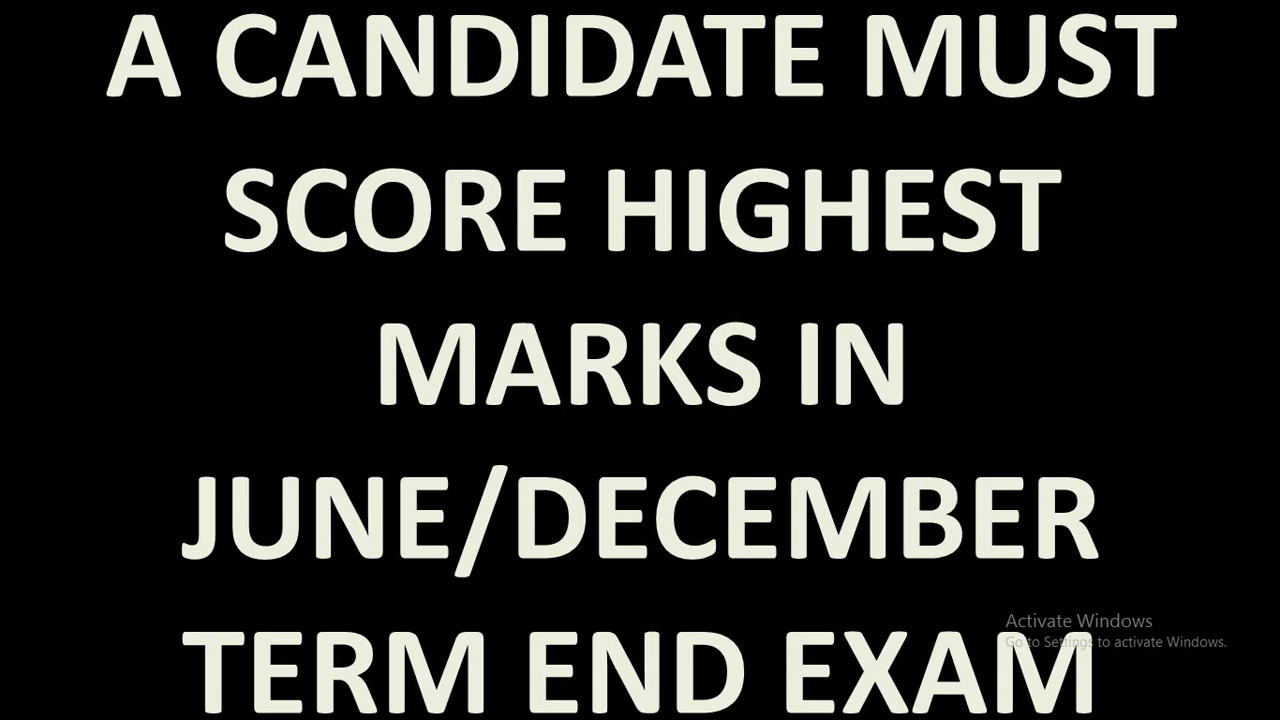 A CANDIDATE MUST
SCORE HIGHEST
MARKS IN
JUNE/DECEMBER
TERM END EXAM
Activate Windows
Go to Settings to activate Windows.